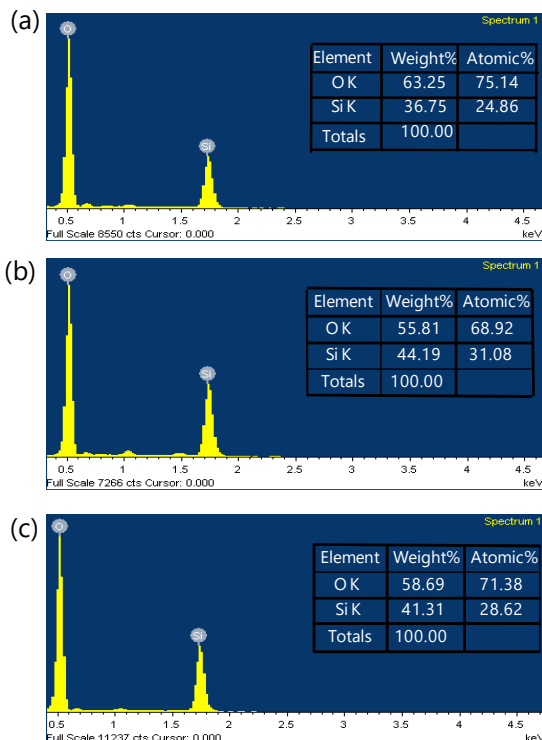 (a)
Spectrum 1
O
Element Weight% Atomic%
O K 63.25 75.14
Si K 36.75 24.86
Totals 100.00
Si
0.5 1 1.5 2 2.5 3 3.5 4 4.5
Full Scale 8550 cts Cursor: 0.000 keV
(b)
Spectrum 1
O
Element Weight% Atomic%
O K 55.81 68.92
Si K 44.19 31.08
Totals 100.00
Si
0.5 1 1.5 2 2.5 3 3.5 4 4.5
Full Scale 7266 cts Cursor: 0.000 keV
(c)
Spectrum 1
O
Element Weight% Atomic%
O K 58.69 71.38
Si K 41.31 28.62
Totals 100.00
Si
0.5 1 1.5 2 2.5 3 3.5 4 4.5
Full Scale 11237 cts Cursor: 0.000 keV